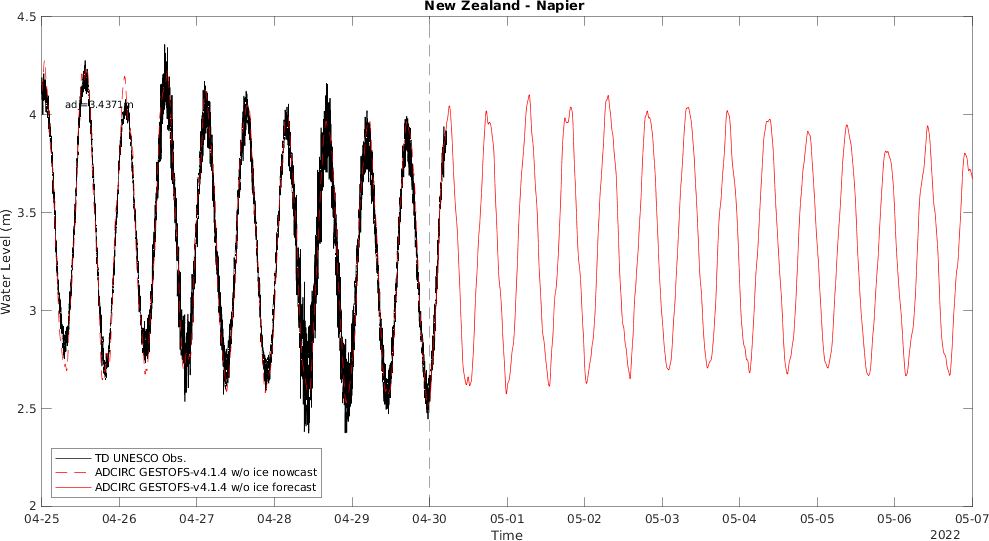 New Zealand - Napier
Water Level (m)
4.5
4
3.5
3
2.5
2
adj=3.4371m
TD UNESCO Obs.
ADCIRC GESTOFS-v4.1.4 w/o ice nowcast
ADCIRC GESTOFS-v4.1.4 w/o ice forecast
04-25 04-26 04-27 04-28 04-29 04-30 05-01 05-02 05-03 05-04 05-05 05-06 05-07
Time
2022